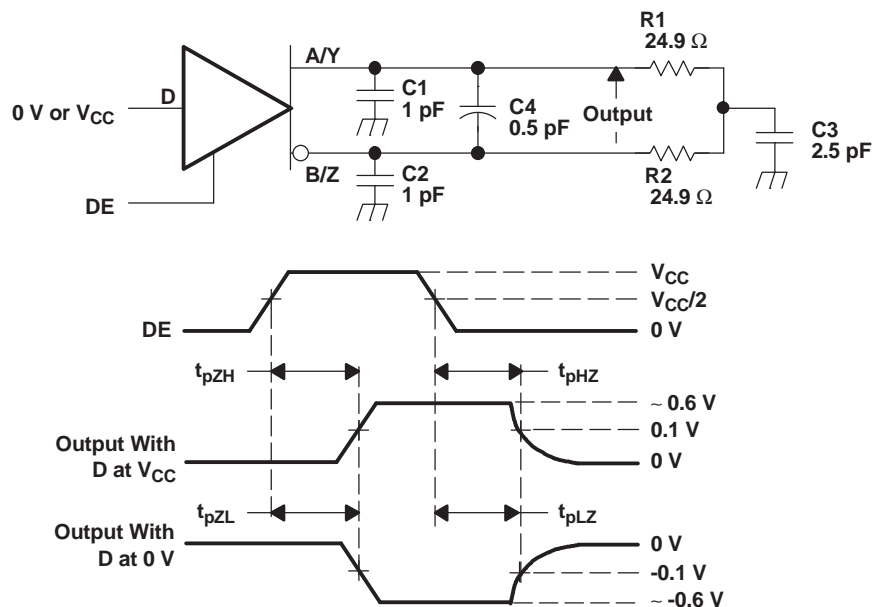 R1
24.9 Ω
A/Y
D
0 V or VCC
C1
1 pF
C4
0.5 pF
Output
C3
2.5 pF
B/Z
C2
1 pF
R2
24.9 Ω
DE
VCC
VCC/2
DE
0 V
tpZH
tpHZ
~ 0.6 V
0.1 V
Output With
D at VCC
0 V
tpZL
tpLZ
Output With
D at 0 V
0 V
-0.1 V
~ -0.6 V